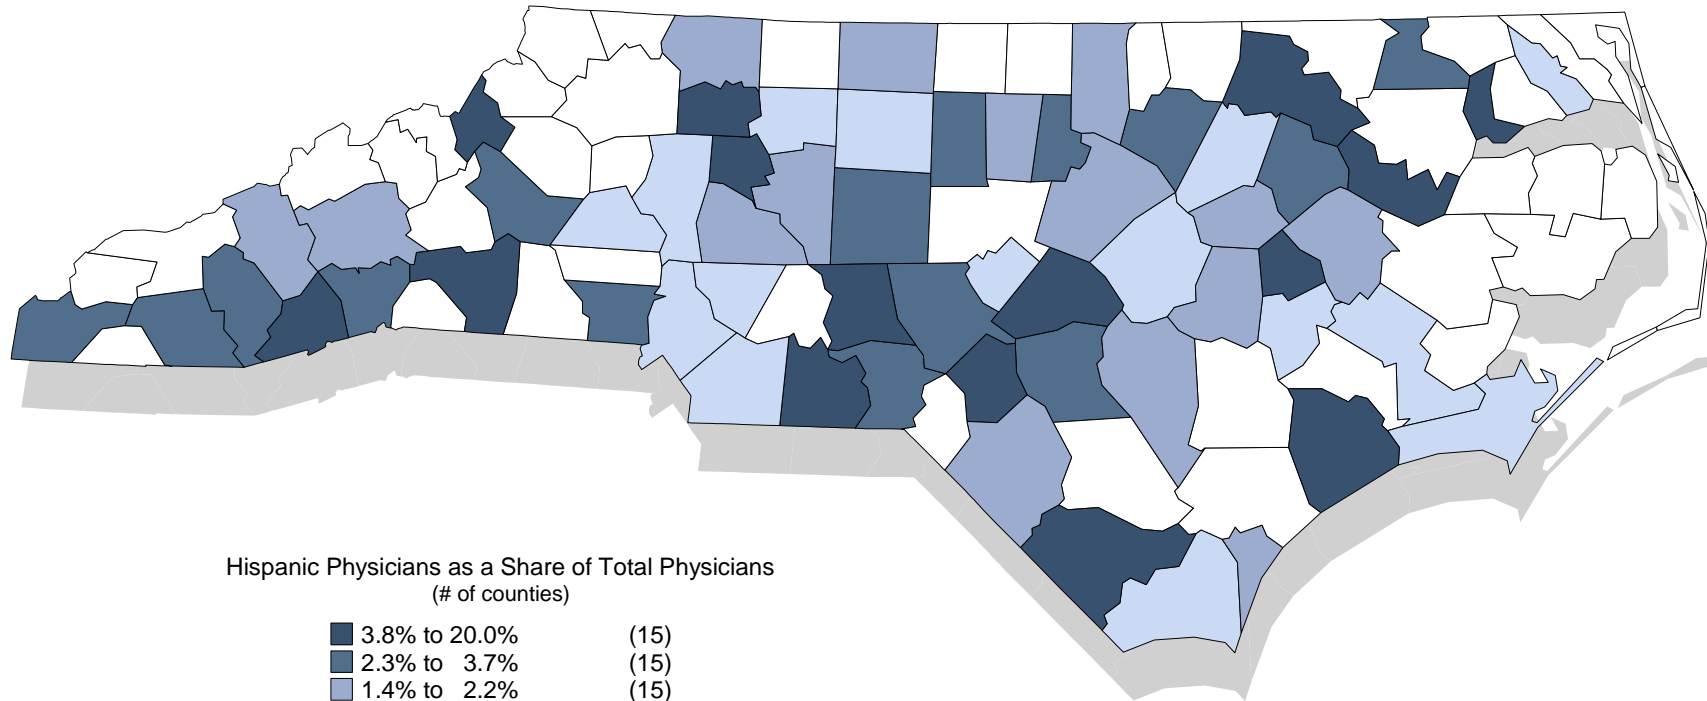 Hispanic Physicians as a Share of Total Physicians
(# of counties)
3.8% to 20.0% (15)
2.3% to 3.7% (15)
1.4% to 2.2% (15)